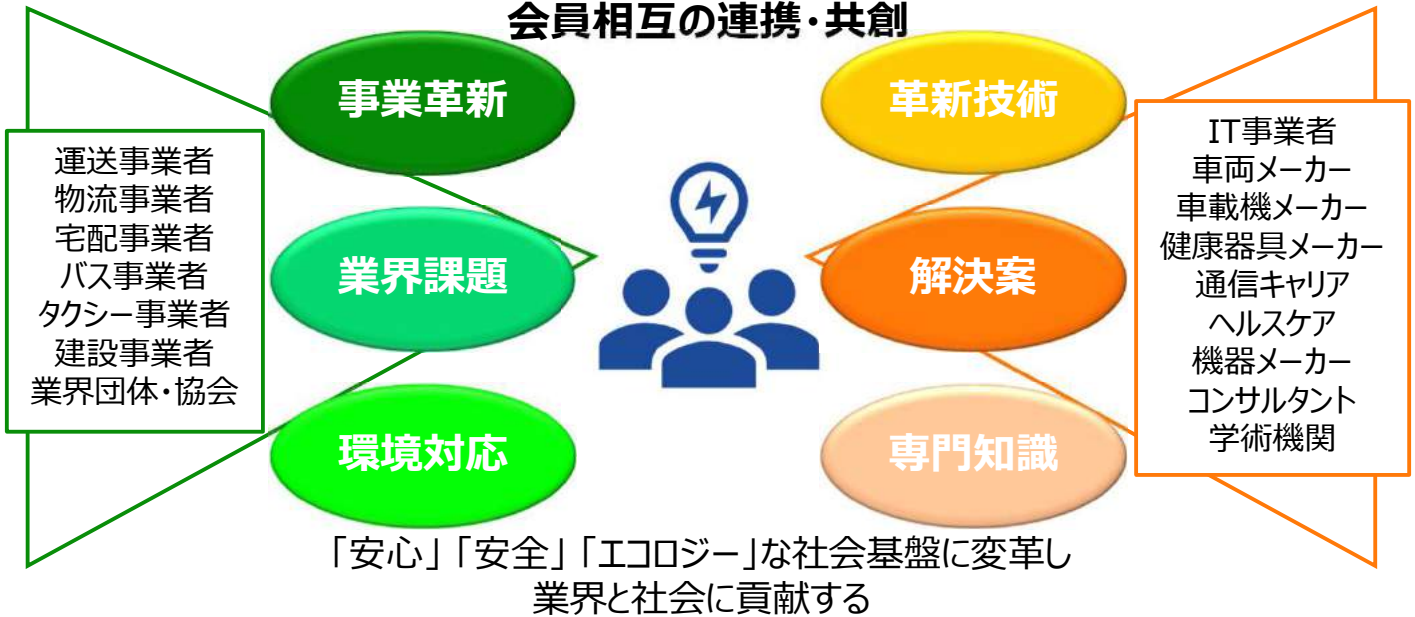 会員相互の連携・共創
運送事業者
物流事業者
宅配事業者
バス事業者
タクシー事業者
建設事業者
業界団体・協会
事業革新
業界課題
環境対応
革新技術
解決案
専門知識
IT事業者
車両メーカー
車載機メーカー
健康器具メーカー
通信キャリア
ヘルスケア
機器メーカー
コンサルタント
学術機関
「安心」「安全」「エコロジー」な社会基盤に変革し
業界と社会に貢献する